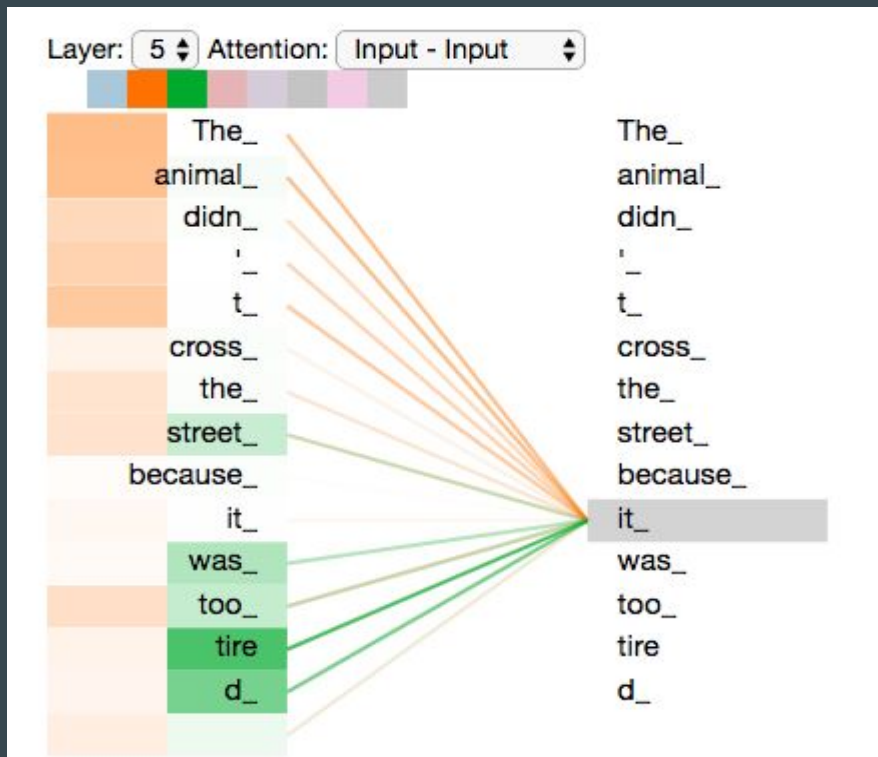 Layer: 5 Attention: Input - Input
The_ The_
animal_ animal_
didn_ didn_
'_ '_
t_ t_
cross_ cross_
the_ the_
street_ street_
because_ because_
it_ it_
was_ was_
too_ too_
tire tire
d_ d_